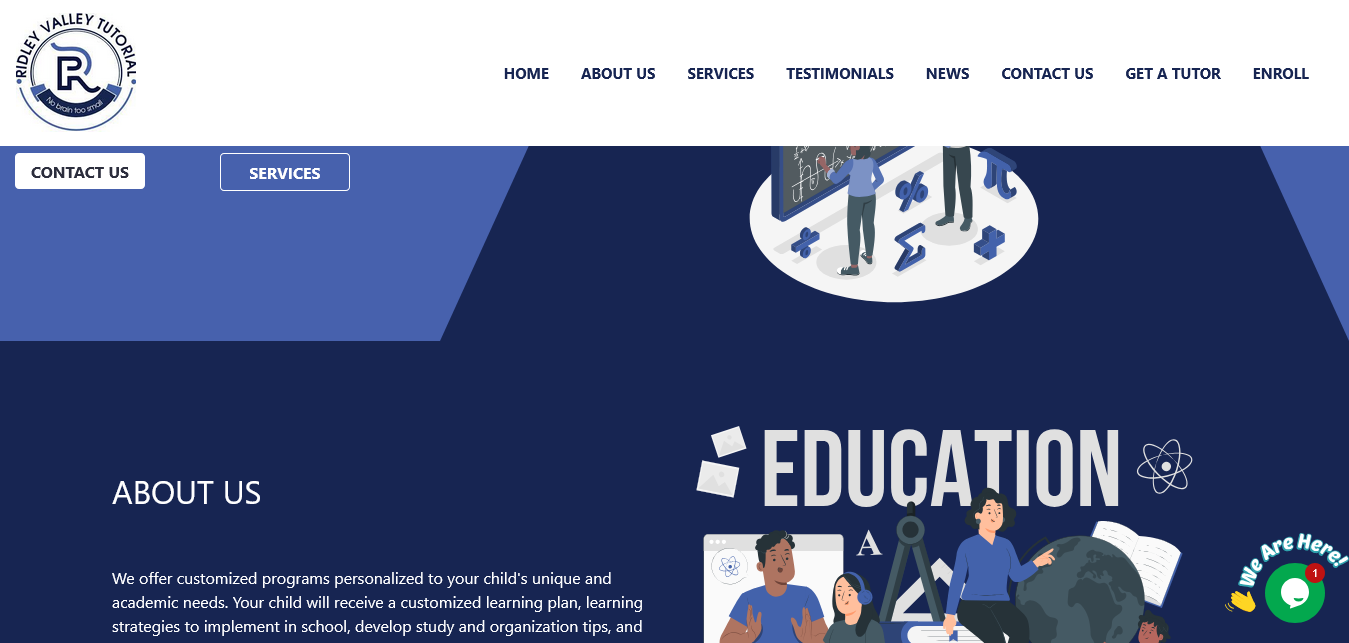 RIDLEY VALLEY TUTORIAL
R
No brain too small
HOME ABOUT US SERVICES TESTIMONIALS NEWS CONTACT US GET A TUTOR ENROLL
CONTACT US SERVICES
% π
÷ Σ +
EDUCATION
ABOUT US
A
We Are Here!
1
We offer customized programs personalized to your child's unique and
academic needs. Your child will receive a customized learning plan, learning
strategies to implement in school, develop study and organization tips, and